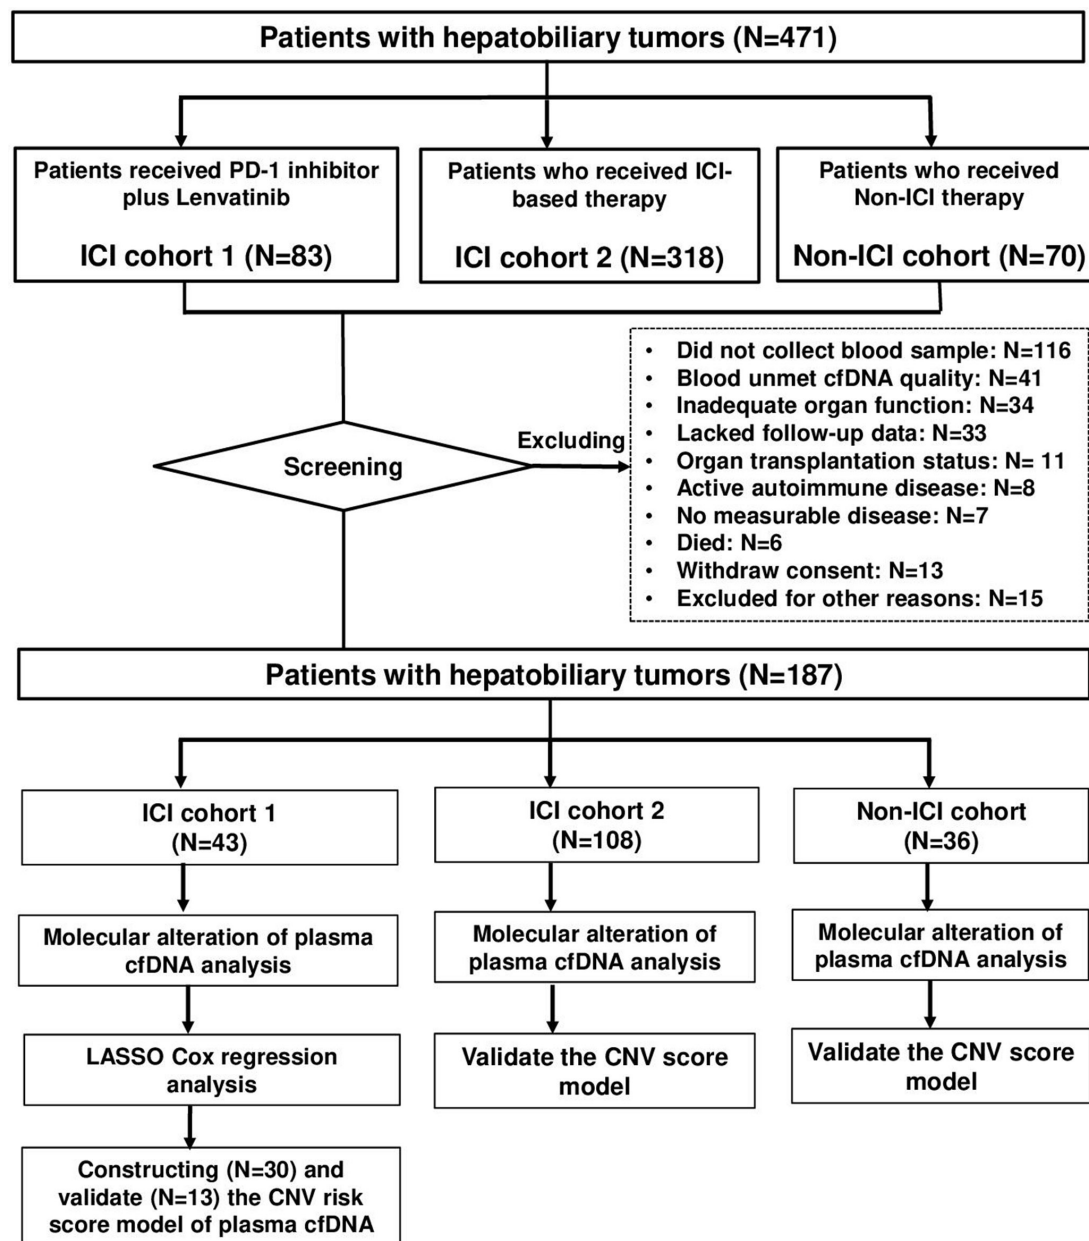 Patients with hepatobiliary tumors (N=471)
Patients received PD-1 inhibitor
plus Lenvatinib
ICI cohort 1 (N=83)
Patients who received ICI-
based therapy
ICI cohort 2 (N=318)
Patients who received
Non-ICI therapy
Non-ICI cohort (N=70)
Screening
Excluding
• Did not collect blood sample: N=116
• Blood unmet cfDNA quality: N=41
• Inadequate organ function: N=34
• Lacked follow-up data: N=33
• Organ transplantation status: N= 11
• Active autoimmune disease: N=8
• No measurable disease: N=7
• Died: N=6
• Withdraw consent: N=13
• Excluded for other reasons: N=15
Patients with hepatobiliary tumors (N=187)
ICI cohort 1
(N=43)
Molecular alteration of plasma
cfDNA analysis
LASSO Cox regression
analysis
Constructing (N=30) and
validate (N=13) the CNV risk
score model of plasma cfDNA
ICI cohort 2
(N=108)
Molecular alteration of
plasma cfDNA analysis
Validate the CNV score
model
Non-ICI cohort
(N=36)
Molecular alteration of
plasma cfDNA analysis
Validate the CNV score
model